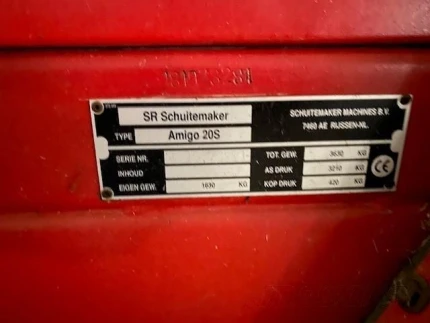 SR Schuitemaker
SCHUITEMAKER MACHINES B.V.
TYPE Amigo 20S
7460 AE RIJSSEN-NL.
SERIE NR.
TOT. GEW. 3630 KG
INHOUD
AS DRUK 3210 KG
EIGEN GEW. 1630 KG
KOP DRUK 420 KG
CE